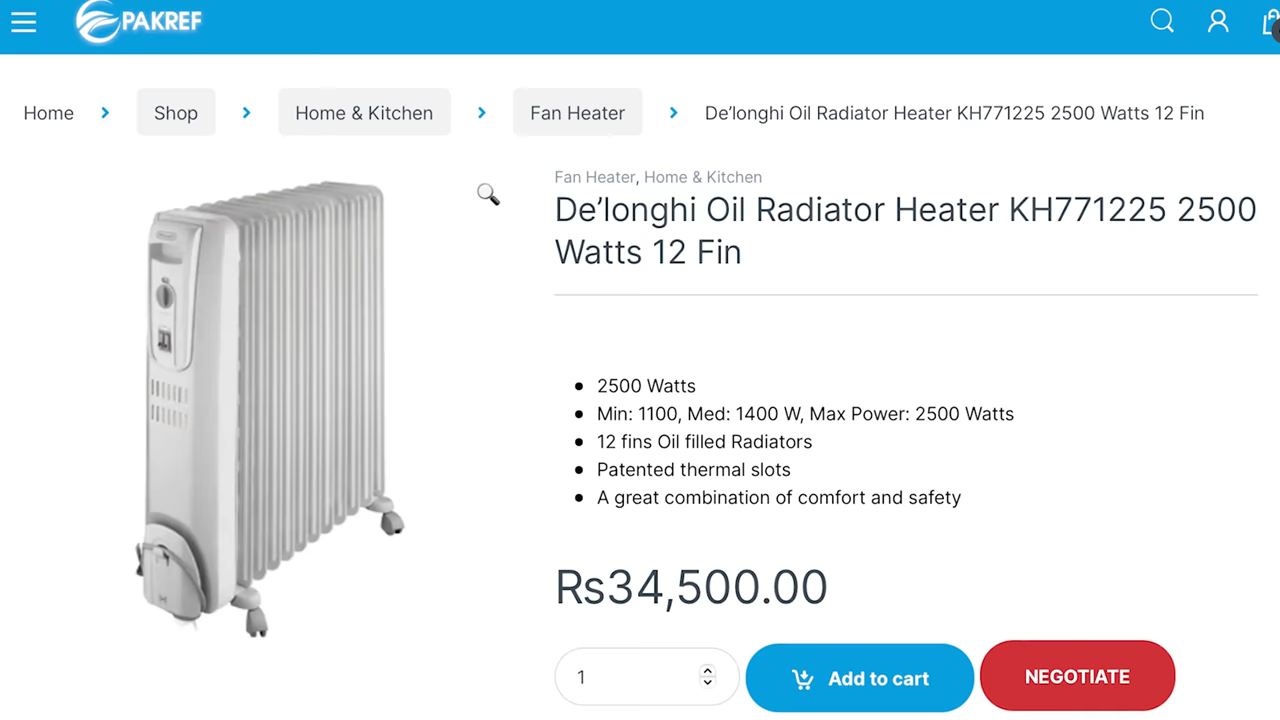 PAKREF
Home
Shop
Home & Kitchen
Fan Heater
De’longhi Oil Radiator Heater KH771225 2500 Watts 12 Fin
Fan Heater, Home & Kitchen
De’longhi Oil Radiator Heater KH771225 2500
Watts 12 Fin
2500 Watts
Min: 1100, Med: 1400 W, Max Power: 2500 Watts
12 fins Oil filled Radiators
Patented thermal slots
A great combination of comfort and safety
Rs34,500.00
1
Add to cart
NEGOTIATE